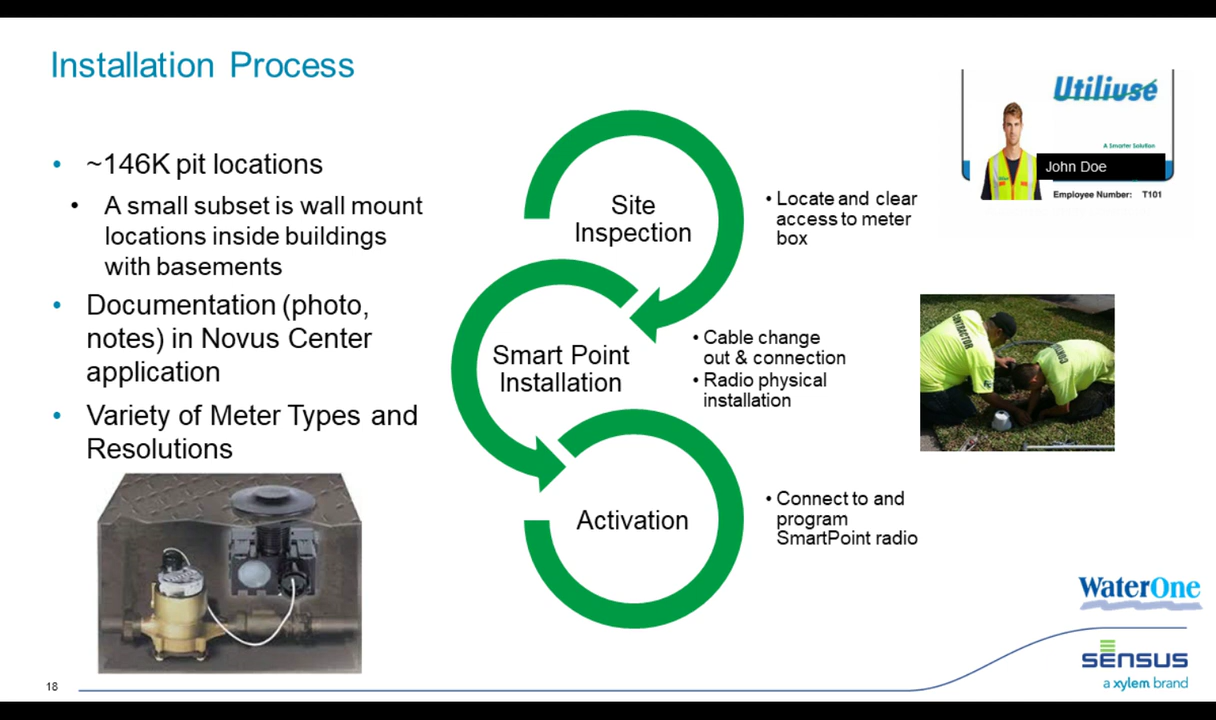 Installation Process
~146K pit locations
A small subset is wall mount
locations inside buildings
with basements
Documentation (photo,
notes) in Novus Center
application
Variety of Meter Types and
Resolutions
Site
Inspection
• Locate and clear
access to meter
box
Smart Point
Installation
• Cable change
out & connection
• Radio physical
installation
Activation
• Connect to and
program
SmartPoint radio
Utiliuse
A Smarter Solution
John Doe
Employee Number: T101
CONTRACTOR
WaterOne
sensus
a xylem brand
18